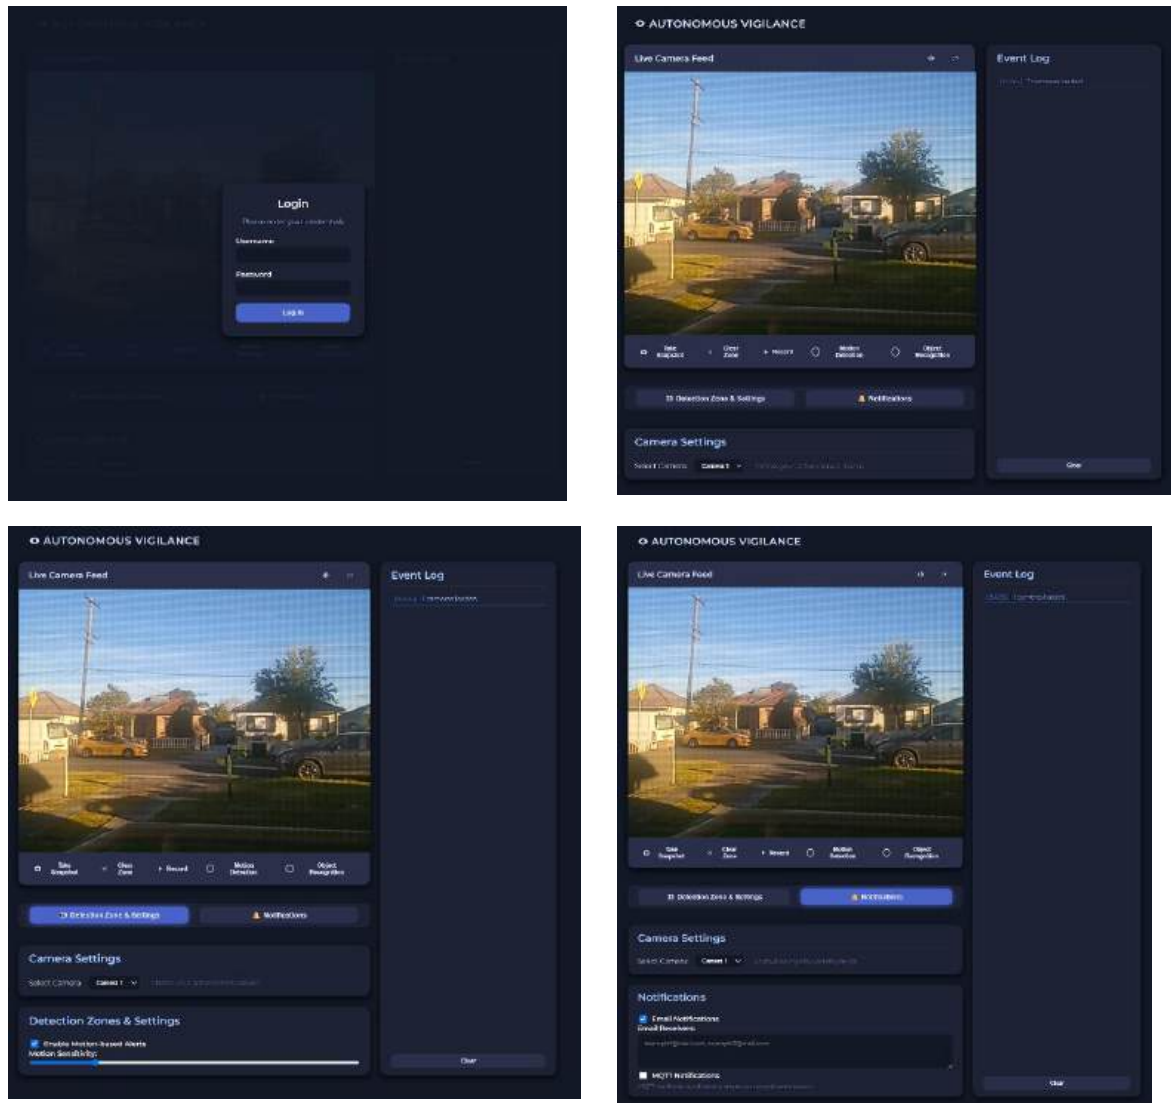 Login
Please enter your credentials
Username
Password
Log In
AUTONOMOUS VIGILANCE
Live Camera Feed
Take Snapshot
Clear Zone
Record
Motion Detection
Object Recognition
Detection Zone & Settings
Notifications
Camera Settings
Select Camera: Camera 1
Event Log
Clear
AUTONOMOUS VIGILANCE
Live Camera Feed
Take Snapshot
Clear Zone
Record
Motion Detection
Object Recognition
Detection Zone & Settings
Notifications
Camera Settings
Select Camera: Camera 1
Detection Zones & Settings
Enable Motion-based Alerts
Motion Sensitivity:
Event Log
Clear
AUTONOMOUS VIGILANCE
Live Camera Feed
Take Snapshot
Clear Zone
Record
Motion Detection
Object Recognition
Detection Zone & Settings
Notifications
Camera Settings
Select Camera: Camera 1
Notifications
Email Notifications
Email Receivers:
MQTT Notifications
Event Log
Clear